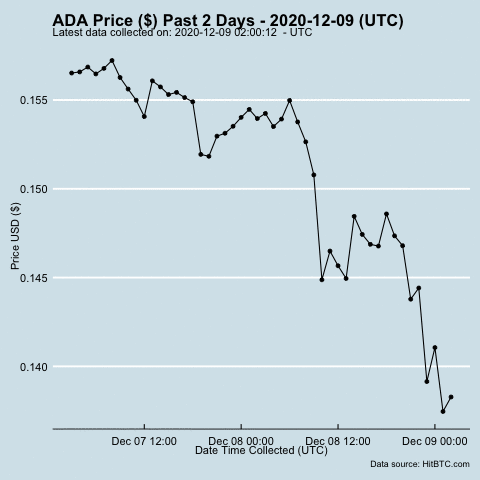 ADA Price ($) Past 2 Days - 2020-12-09 (UTC)
Latest data collected on: 2020-12-09 02:00:12 - UTC
Price USD ($)
0.155
0.150
0.145
0.140
Dec 07 12:00 Dec 08 00:00 Dec 08 12:00 Dec 09 00:00
Date Time Collected (UTC)
Data source: HitBTC.com